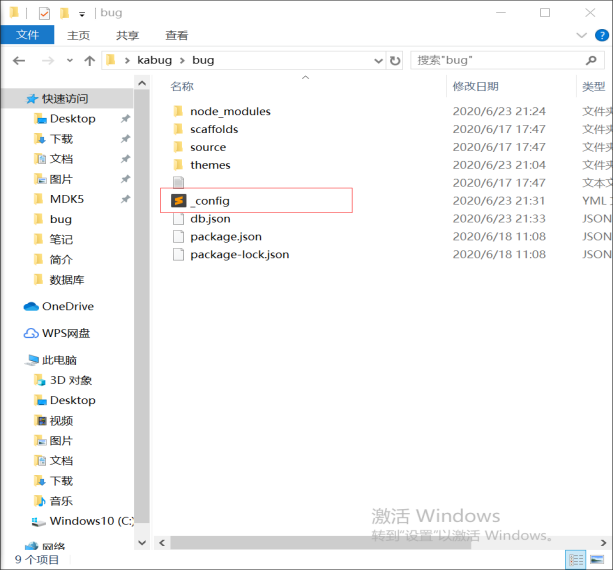 bug
文件 主页 共享 查看
kabug bug 搜索"bug"
名称 修改日期 类型
快速访问
Desktop
下载
文档
图片
MDK5
bug
笔记
简介
数据库
OneDrive
WPS网盘
此电脑
3D 对象
Desktop
视频
图片
文档
下载
音乐
Windows10 (C:)
网络
node_modules 2020/6/23 21:24 文件夹
scaffolds 2020/6/17 17:47 文件夹
source 2020/6/17 17:47 文件夹
themes 2020/6/23 21:04 文件夹
2020/6/17 17:47 文本文
_config 2020/6/23 21:31 YML
db.json 2020/6/23 21:33 JSON
package.json 2020/6/18 11:08 JSON
package-lock.json 2020/6/18 11:08 JSON
激活 Windows
转到"设置"以激活 Windows。
9 个项目